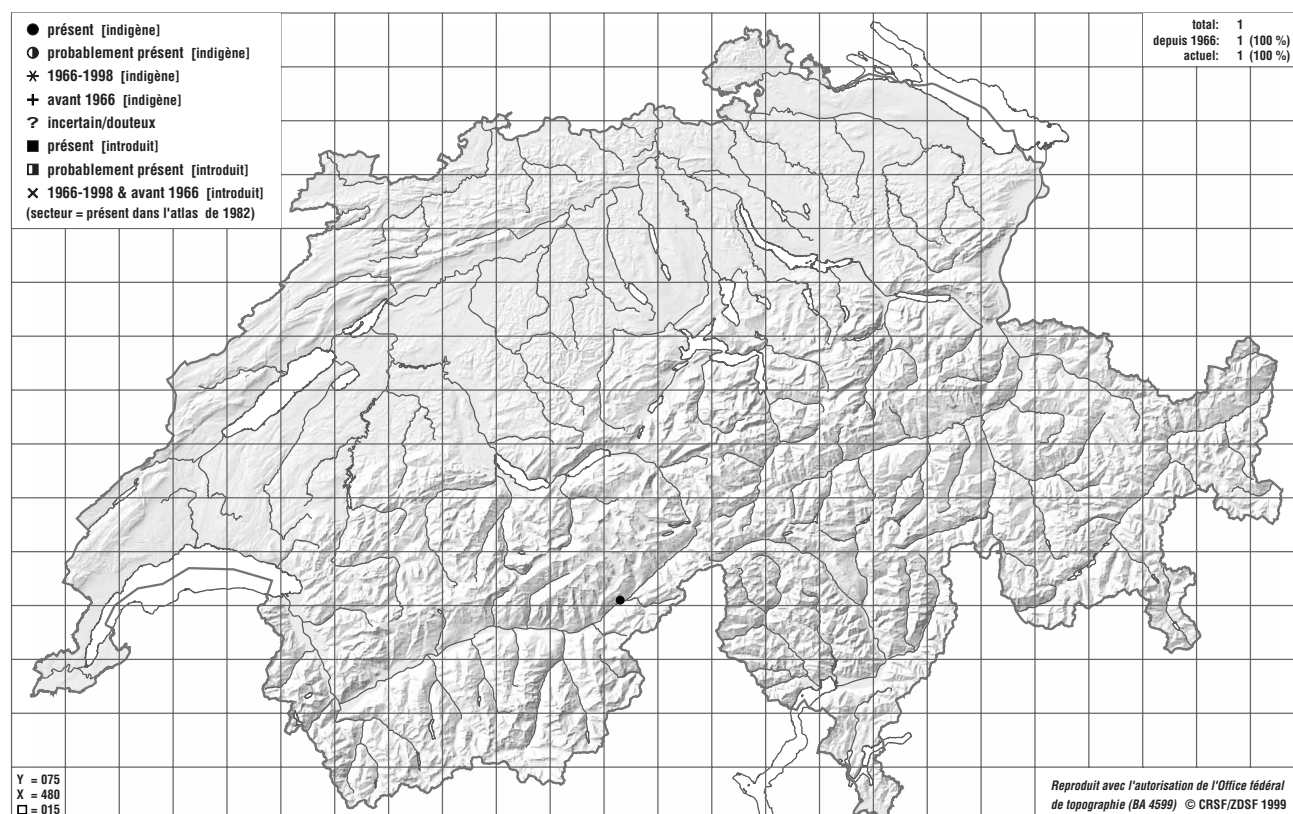 présent [indigène]
probablement présent [indigène]
1966-1998 [indigène]
avant 1966 [indigène]
? incertain/douteux
présent [introduit]
probablement présent [introduit]
1966-1998 & avant 1966 [introduit]
(secteur = présent dans l'atlas de 1982)
total: 1
depuis 1966: 1 (100 %)
actuel: 1 (100 %)
Y = 075
X = 480
= 015
Reproduit avec l'autorisation de l'Office fédéral
de topographie (BA 4599) © CRSF/ZDSF 1999